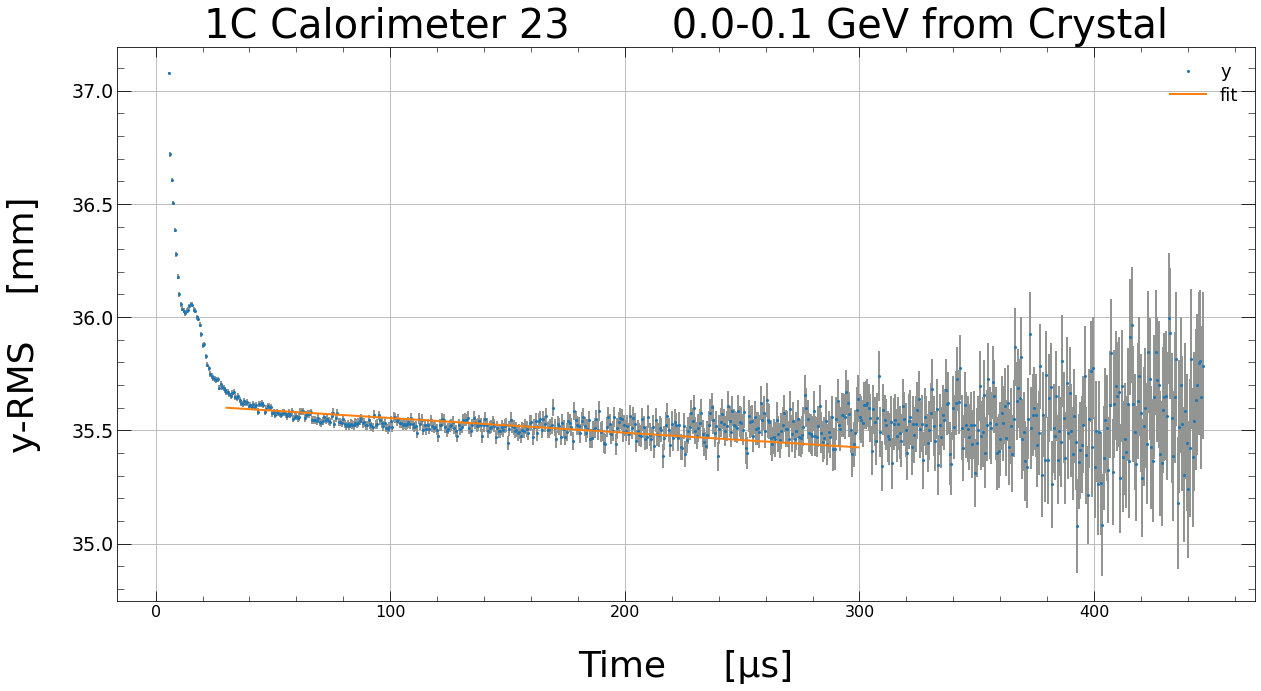 1C Calorimeter 23 0.0-0.1 GeV from Crystal
y
fit
37.0
36.5
36.0
35.5
35.0
y-RMS [mm]
0 100 200 300 400
Time [µs]